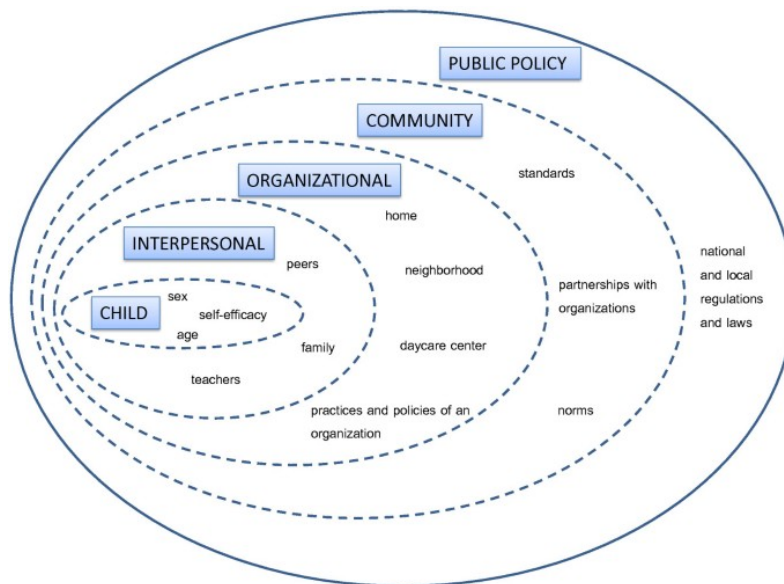 PUBLIC POLICY
COMMUNITY
standards
ORGANIZATIONAL
home
INTERPERSONAL
peers
neighborhood
national
and local
regulations
and laws
partnerships with
organizations
CHILD
sex
self-efficacy
age
family
daycare center
teachers
practices and policies of an
organization
norms